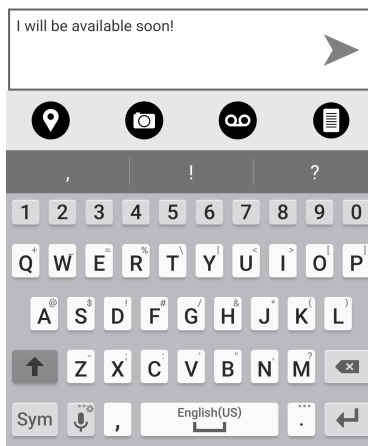 I will be available soon!
, ! ?
1 2 3 4 5 6 7 8 9 0
+ _ = % \ | < > [ ]
Q W E R T Y U I O P
@ $ ! # / & * ( )
A S D F G H J K L
- ' : ' " , ?
Z X C V B N M
Sym , English(US) .